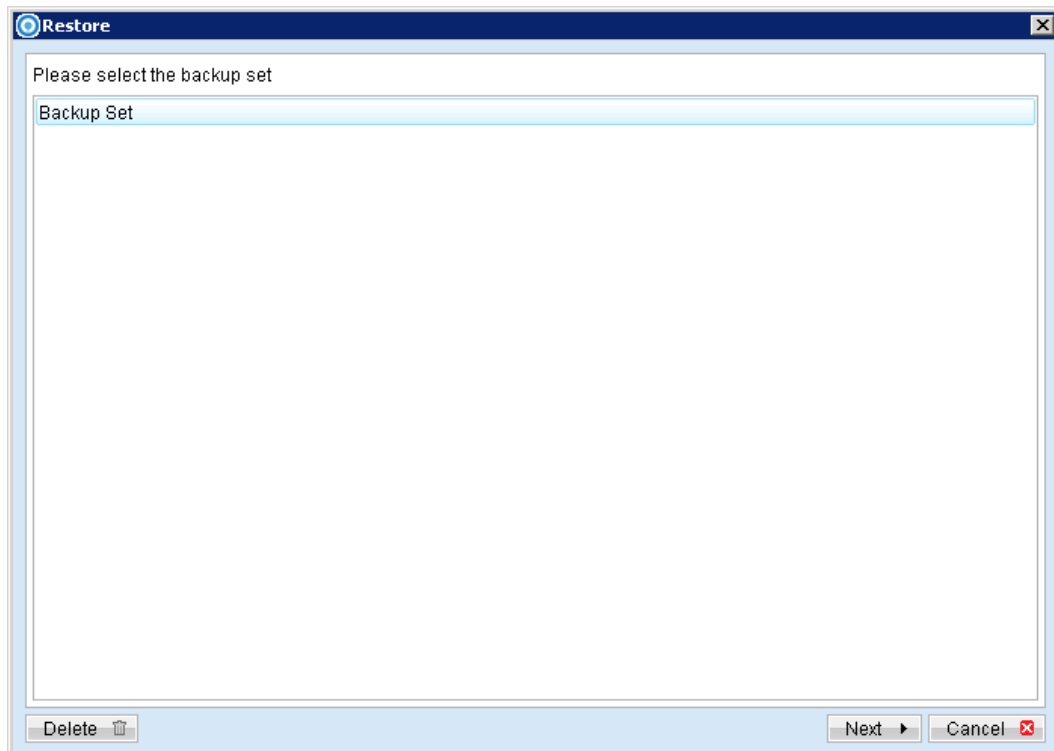 Restore
Please select the backup set
Backup Set
Delete
Next
Cancel